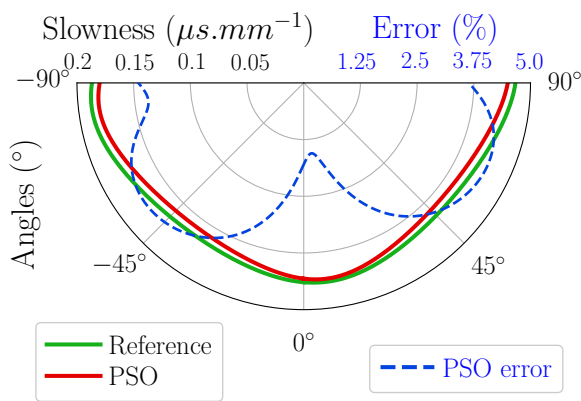 Slowness (μs.mm⁻¹) Error (%)
0.2 0.15 0.1 0.05 1.25 2.5 3.75 5.0
−90° 90°
Angles (°)
−45° 45°
0°
Reference
PSO
PSO error